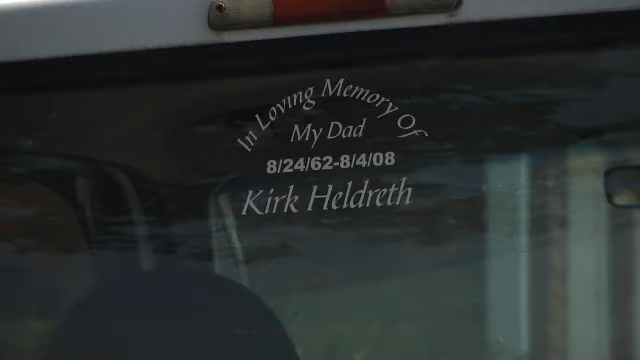 In Loving Memory Of
My Dad
8/24/62-8/4/08
Kirk Heldreth